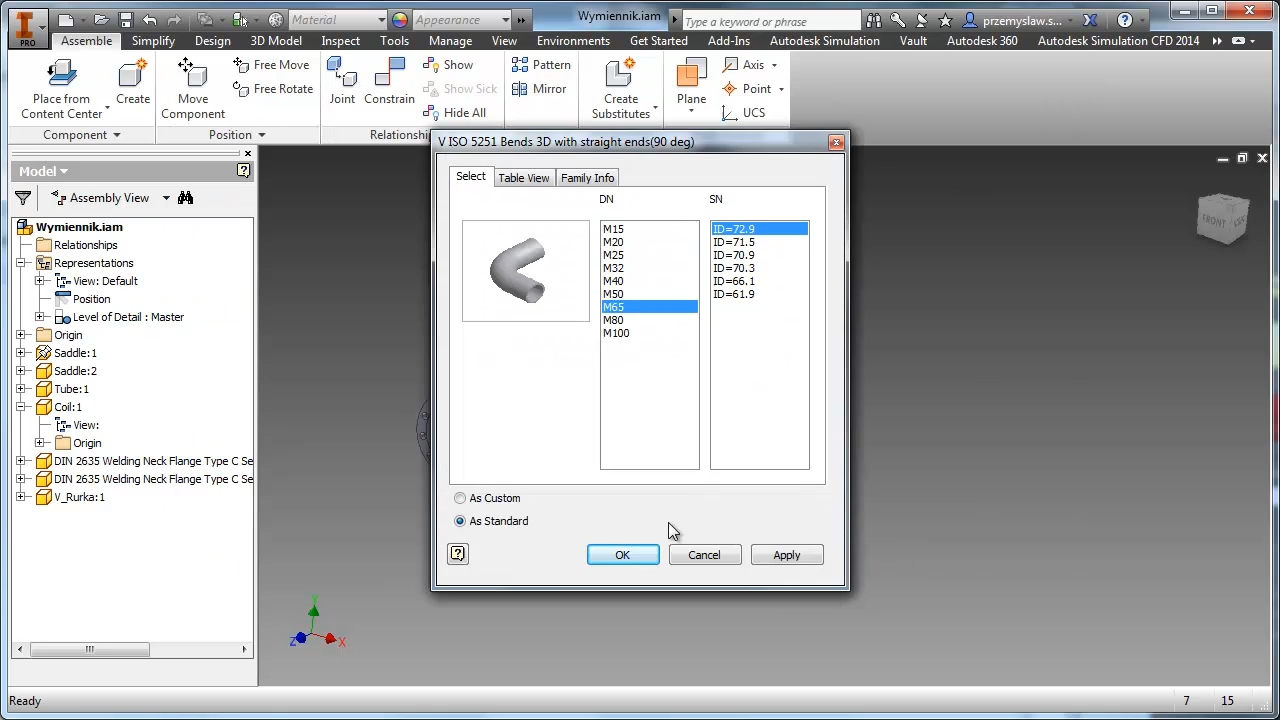 Material
Appearance
Wymiennik.iam
Type a keyword or phrase
przemyslaw.s...
PRO
Assemble
Simplify
Design
3D Model
Inspect
Tools
Manage
View
Environments
Get Started
Add-Ins
Autodesk Simulation
Vault
Autodesk 360
Autodesk Simulation CFD 2014
Place from
Content Center
Create
Move
Component
Free Move
Free Rotate
Joint
Constrain
Show
Show Sick
Hide All
Pattern
Mirror
Create
Substitutes
Plane
Axis
Point
UCS
Component
Position
Relationsh
Model
Assembly View
Wymiennik.iam
Relationships
Representations
View: Default
Position
Level of Detail : Master
Origin
Saddle:1
Saddle:2
Tube:1
Coil:1
View:
Origin
DIN 2635 Welding Neck Flange Type C Se
DIN 2635 Welding Neck Flange Type C Se
V_Rurka:1
V ISO 5251 Bends 3D with straight ends(90 deg)
Select
Table View
Family Info
DN
M15
M20
M25
M32
M40
M50
M65
M80
M100
SN
ID=72.9
ID=71.5
ID=70.9
ID=70.3
ID=66.1
ID=61.9
As Custom
As Standard
OK
Cancel
Apply
FRONT
Y
Z
X
Ready
7
15